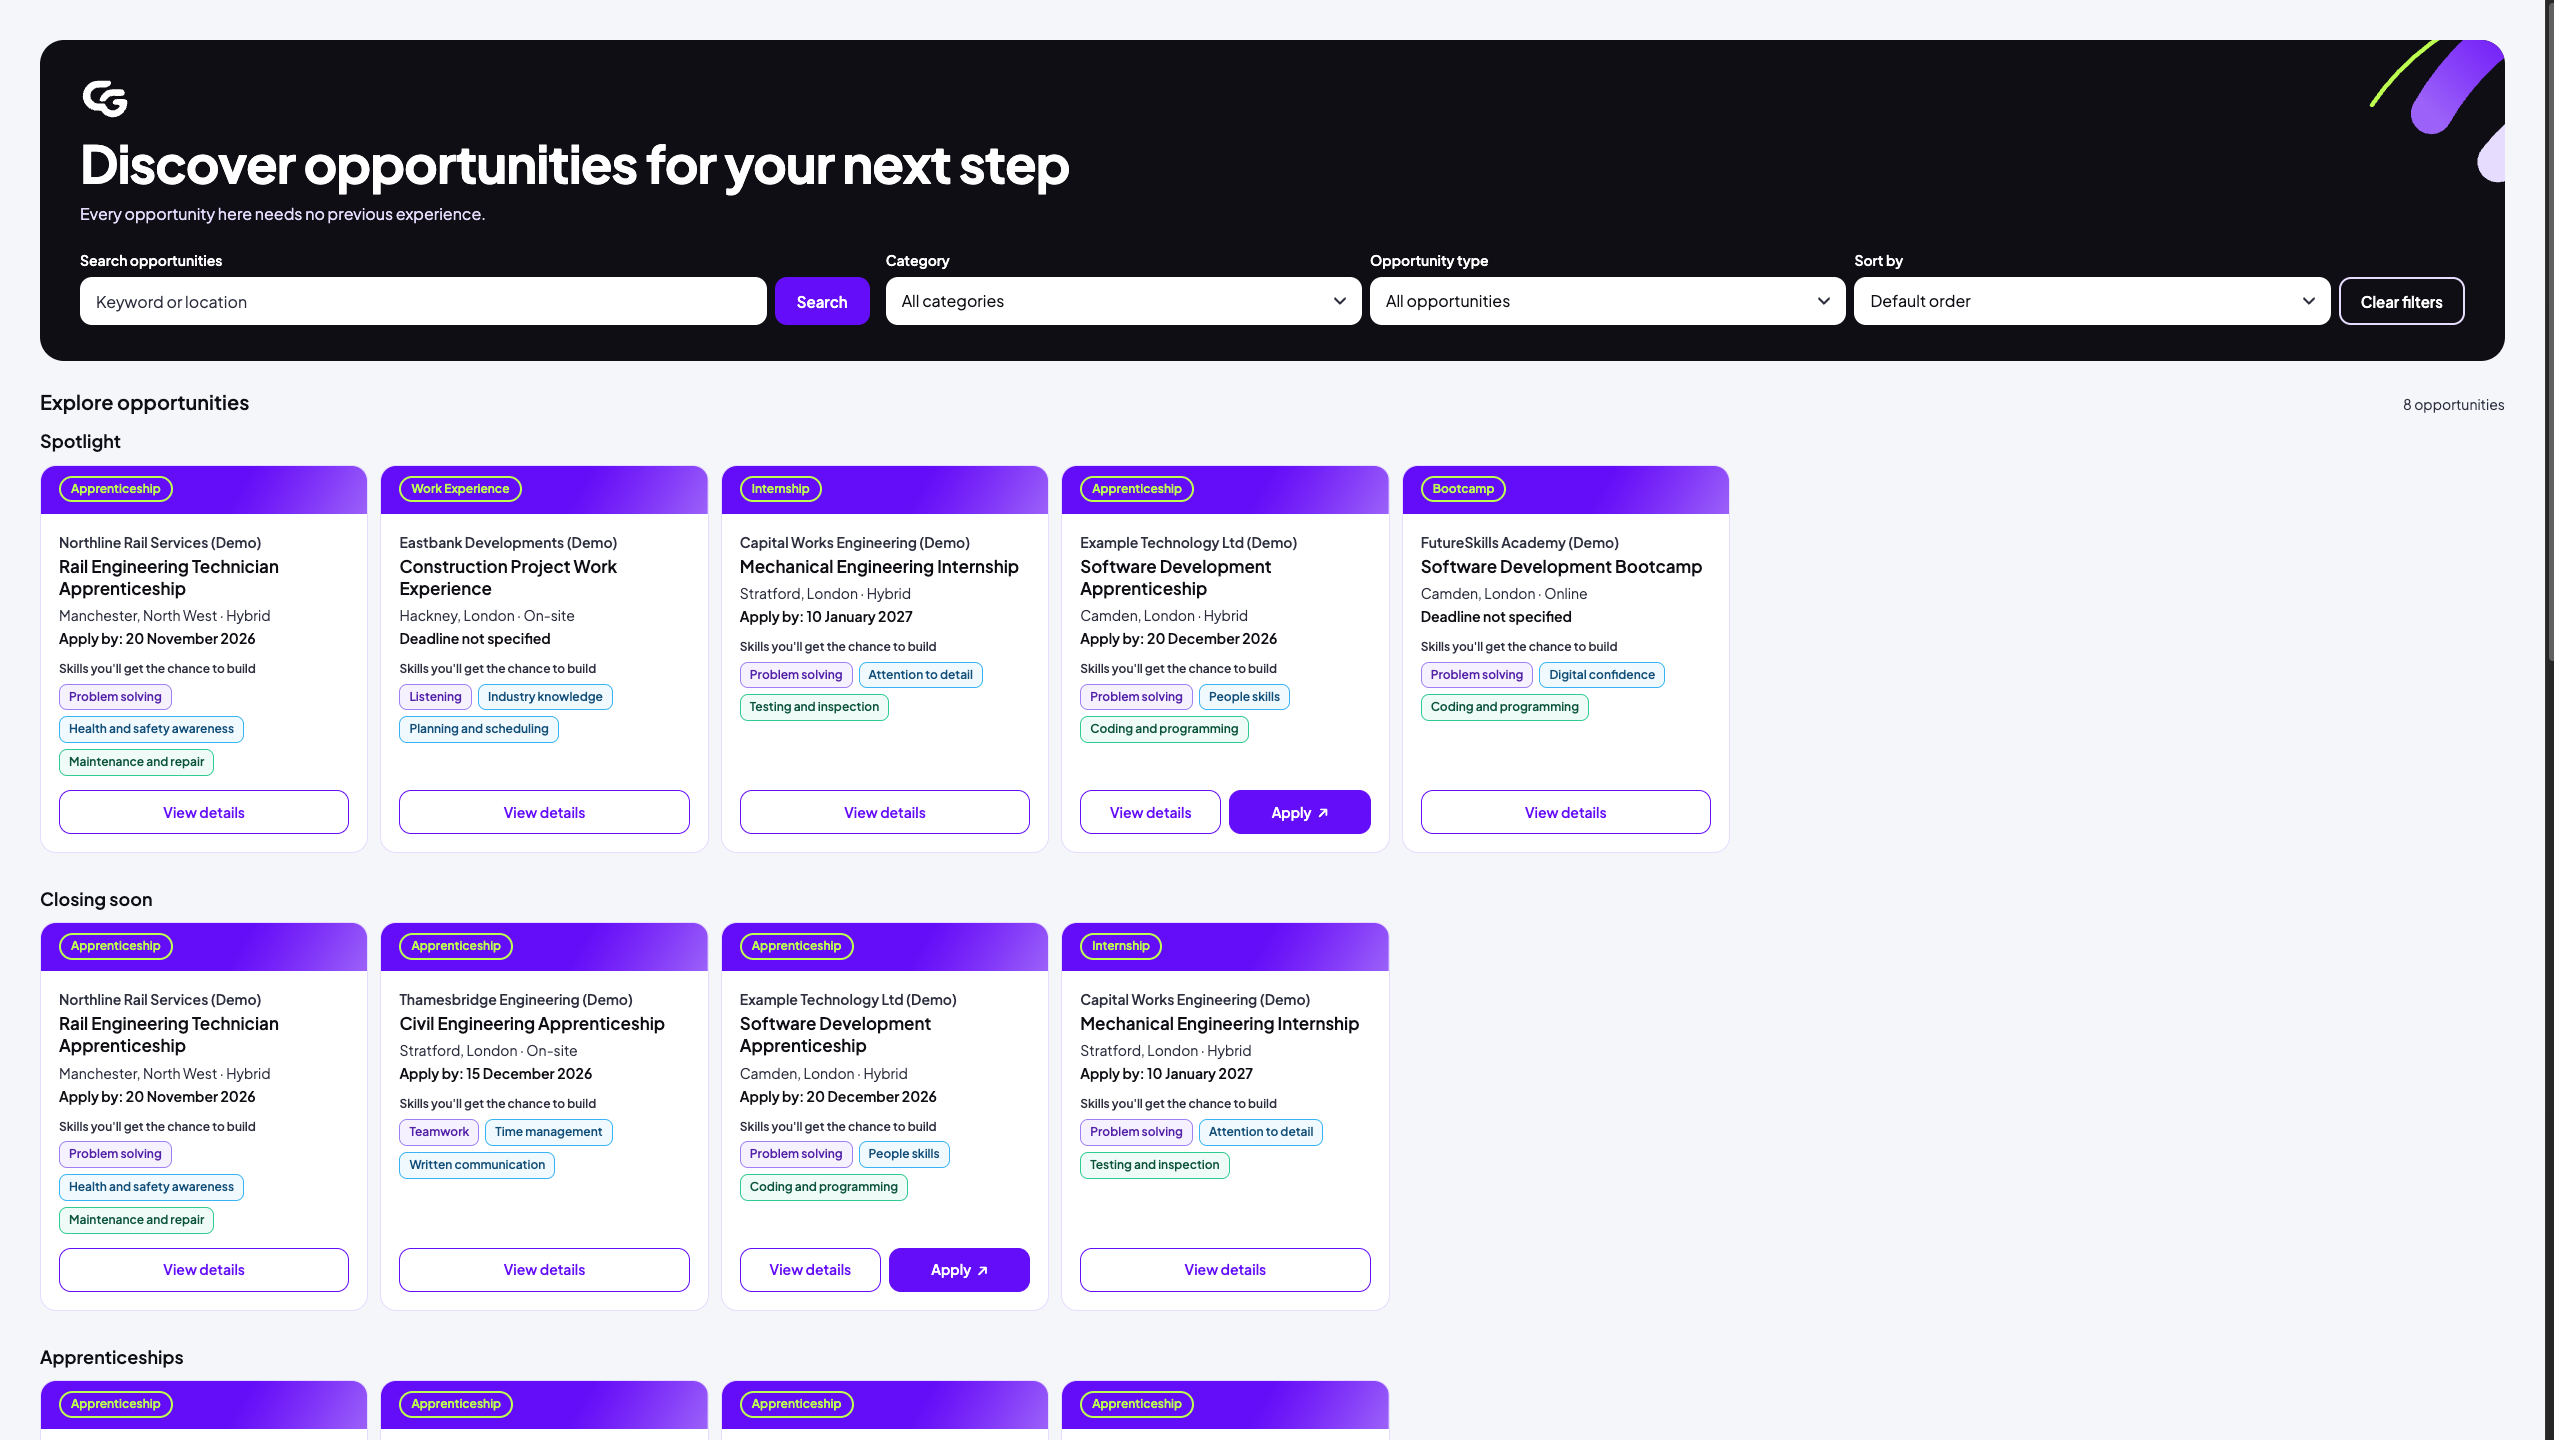 CG
Discover opportunities for your next step
Every opportunity here needs no previous experience.
Search opportunities
Category
Opportunity type
Sort by
Keyword or location
Search
All categories
All opportunities
Default order
Clear filters
Explore opportunities
8 opportunities
Spotlight
Apprenticeship
Northline Rail Services (Demo)
Rail Engineering Technician
Apprenticeship
Manchester, North West · Hybrid
Apply by: 20 November 2026
Skills you'll get the chance to build
Problem solving
Health and safety awareness
Maintenance and repair
View details
Work Experience
Eastbank Developments (Demo)
Construction Project Work
Experience
Hackney, London · On-site
Deadline not specified
Skills you'll get the chance to build
Listening
Industry knowledge
Planning and scheduling
View details
Internship
Capital Works Engineering (Demo)
Mechanical Engineering Internship
Stratford, London · Hybrid
Apply by: 10 January 2027
Skills you'll get the chance to build
Problem solving
Attention to detail
Testing and inspection
View details
Apprenticeship
Example Technology Ltd (Demo)
Software Development
Apprenticeship
Camden, London · Hybrid
Apply by: 20 December 2026
Skills you'll get the chance to build
Problem solving
People skills
Coding and programming
View details
Apply ↗
Bootcamp
FutureSkills Academy (Demo)
Software Development Bootcamp
Camden, London · Online
Deadline not specified
Skills you'll get the chance to build
Problem solving
Digital confidence
Coding and programming
View details
Closing soon
Apprenticeship
Northline Rail Services (Demo)
Rail Engineering Technician
Apprenticeship
Manchester, North West · Hybrid
Apply by: 20 November 2026
Skills you'll get the chance to build
Problem solving
Health and safety awareness
Maintenance and repair
View details
Apprenticeship
Thamesbridge Engineering (Demo)
Civil Engineering Apprenticeship
Stratford, London · On-site
Apply by: 15 December 2026
Skills you'll get the chance to build
Teamwork
Time management
Written communication
View details
Apprenticeship
Example Technology Ltd (Demo)
Software Development
Apprenticeship
Camden, London · Hybrid
Apply by: 20 December 2026
Skills you'll get the chance to build
Problem solving
People skills
Coding and programming
View details
Apply ↗
Internship
Capital Works Engineering (Demo)
Mechanical Engineering Internship
Stratford, London · Hybrid
Apply by: 10 January 2027
Skills you'll get the chance to build
Problem solving
Attention to detail
Testing and inspection
View details
Apprenticeships
Apprenticeship
Apprenticeship
Apprenticeship
Apprenticeship